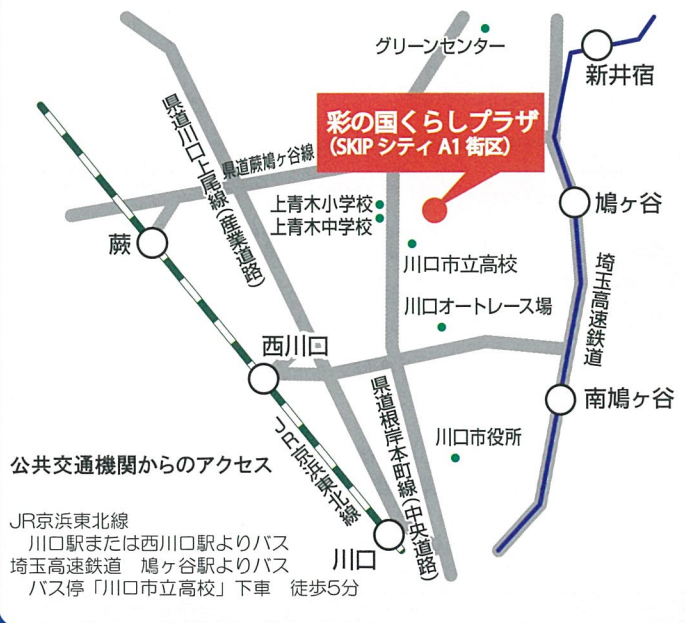 グリーンセンター
新井宿
彩の国くらしプラザ
（SKIPシティA1街区）
県道川口上尾線（産業道路）
県道蕨鳩ヶ谷線
上青木小学校
上青木中学校
鳩ヶ谷
蕨
川口市立高校
埼玉高速鉄道
川口オートレース場
西川口
南鳩ヶ谷
県道根岸本町線（中央道路）
川口市役所
JR京浜東北線
川口
公共交通機関からのアクセス
JR京浜東北線
川口駅または西川口駅よりバス
埼玉高速鉄道　鳩ヶ谷駅よりバス
バス停「川口市立高校」下車　徒歩5分